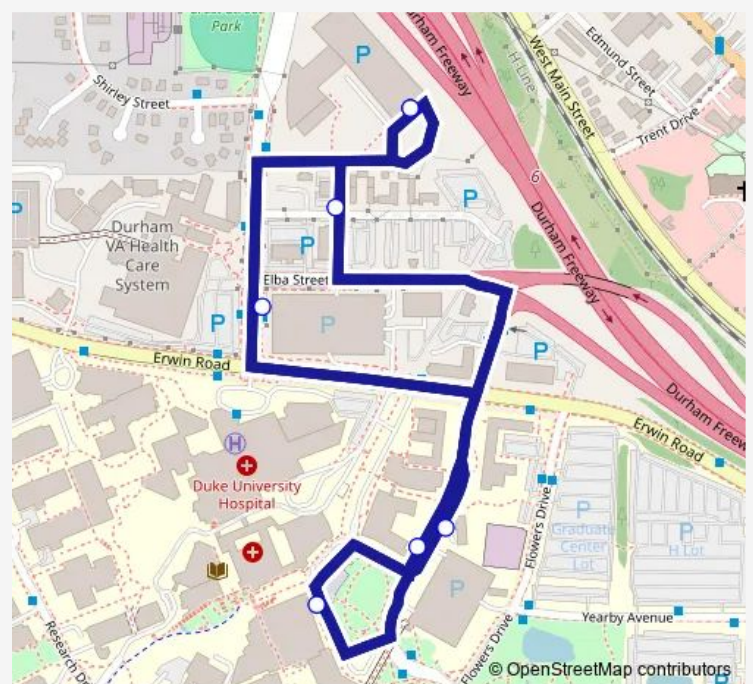 Park
P
Shirley Street
Durham Freeway
H Line
West Main Street
Edmund Street
Trent Drive
6
P
P
Durham
VA Health
Care
System
P
Durham Freeway
Elba Street
P
P
P
Erwin Road
Durham Freew
Erwin Road
H
Duke University
Hospital
Flowers Drive
P
Graduate
Center
Lot
P
H Lot
P
Yearby Avenue
Research Dr
Flowers Drive
P
© OpenStreetMap contributors